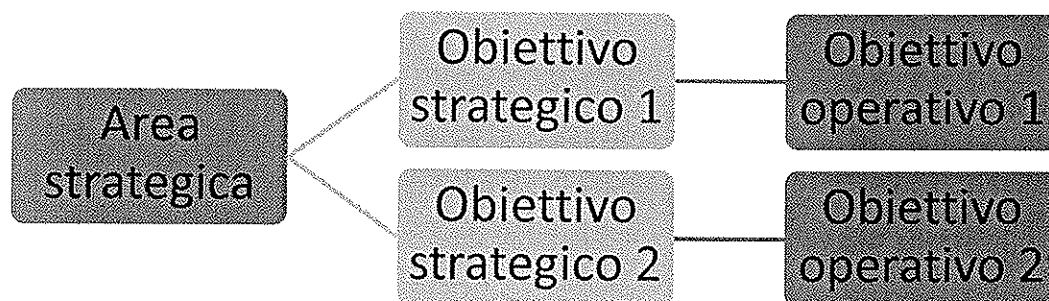 Area
strategica
Obiettivo
strategico 1
Obiettivo
operativo 1
Obiettivo
strategico 2
Obiettivo
operativo 2